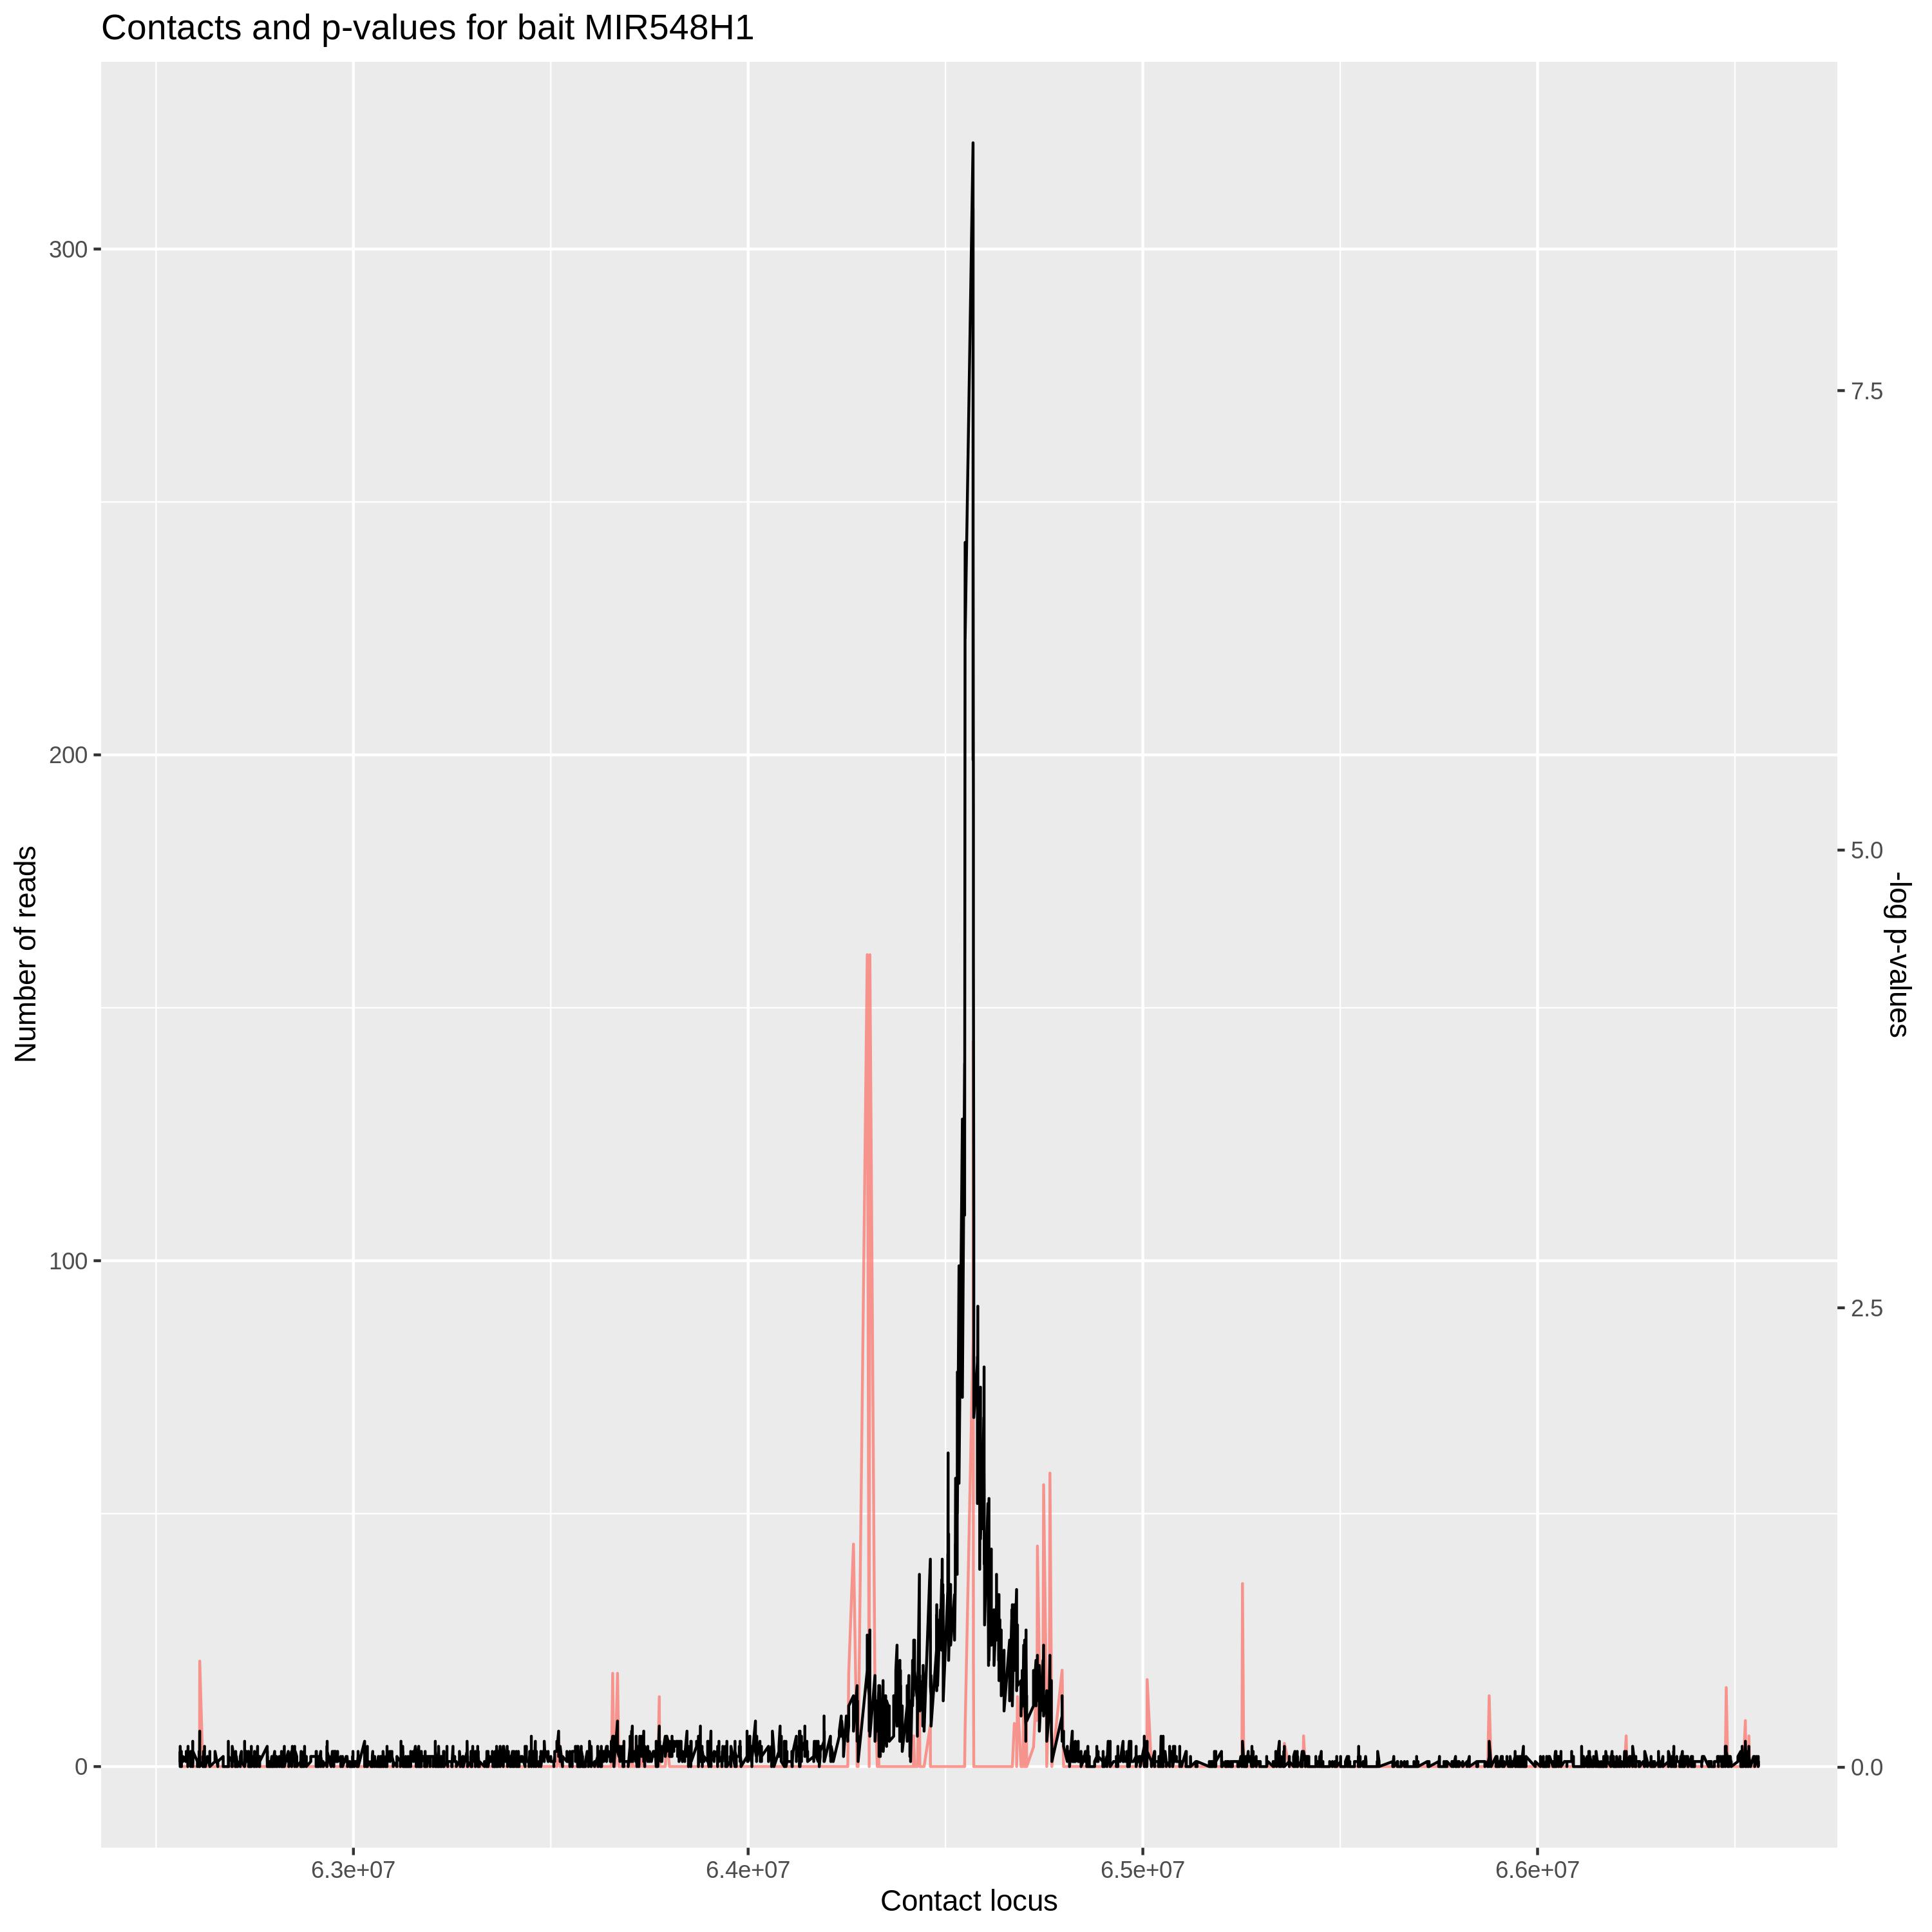 Contacts and p-values for bait MIR548H1
300
200
100
0
7.5
5.0
2.5
0.0
Number of reads
-log p-values
6.3e+07 6.4e+07 6.5e+07 6.6e+07
Contact locus